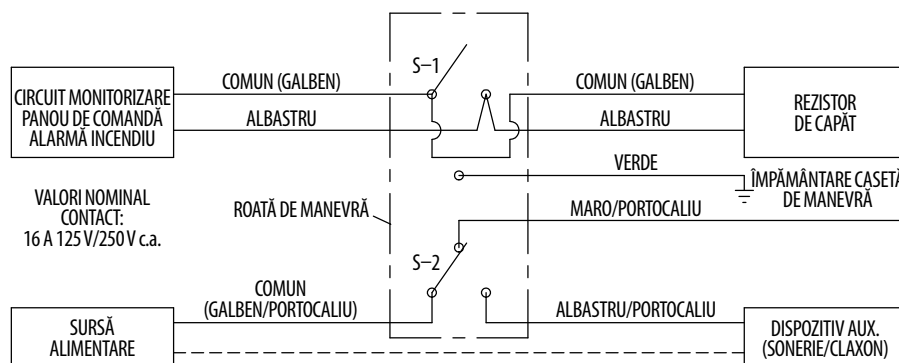 S–1
COMUN (GALBEN)
COMUN (GALBEN)
CIRCUIT MONITORIZARE
PANOU DE COMANDĂ
ALARMĂ INCENDIU
ALBASTRU
ALBASTRU
REZISTOR
DE CAPĂT
VERDE
ÎMPĂMÂNTARE CASETĂ
DE MANEVRĂ
VALORI NOMINAL
CONTACT:
16 A 125 V/250 V c.a.
ROATĂ DE MANEVRĂ
MARO/PORTOCALIU
S–2
COMUN
(GALBEN/PORTOCALIU)
ALBASTRU/PORTOCALIU
SURSĂ
ALIMENTARE
DISPOZITIV AUX.
(SONERIE/CLAXON)